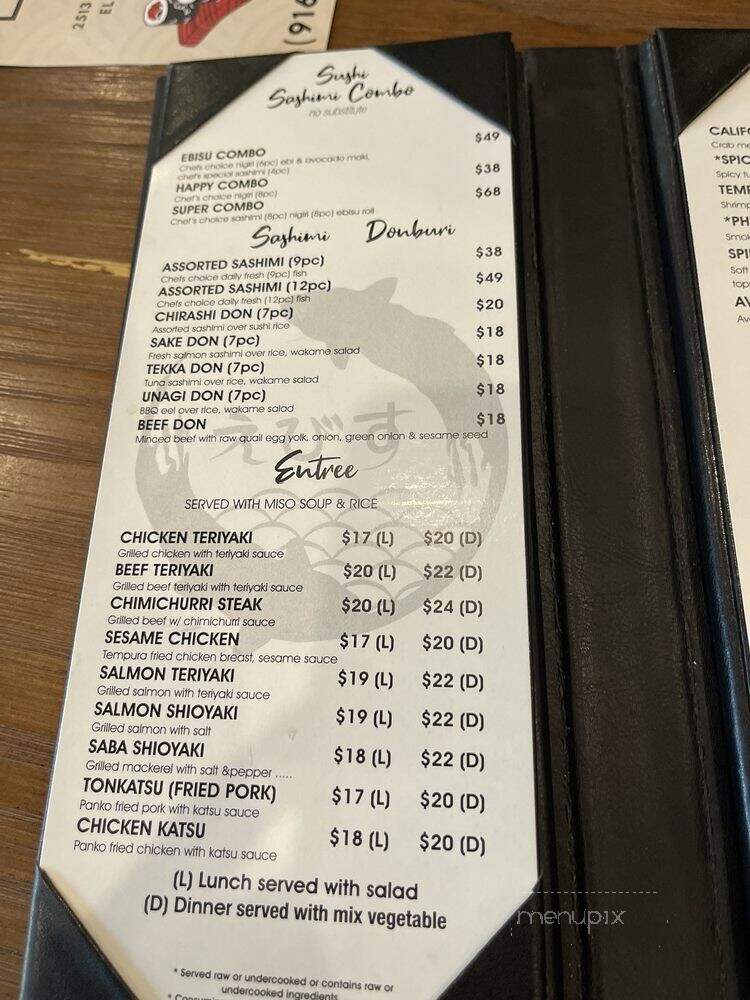 2513
EL
(916
Sushi
Sashimi Combo
no substitute
EBISU COMBO $49
Chefs choice nigiri (6pc) ebi & avocado maki,
chef's special sashimi (4pc)
HAPPY COMBO $38
Chef's choice nigiri (8pc)
SUPER COMBO $68
Chef's choice sashimi (8pc) nigiri (8pc) ebisu roll
Sashimi Donburi
ASSORTED SASHIMI (9pc) $38
Chefs choice daily fresh (9pc) fish
ASSORTED SASHIMI (12pc) $49
Chefs choice daily fresh (12pc) fish
CHIRASHI DON (7pc) $20
Assorted sashimi over sushi rice
SAKE DON (7pc) $18
Fresh salmon sashimi over rice, wakame salad
TEKKA DON (7pc) $18
Tuna sashimi over rice, wakame salad
UNAGI DON (7pc) $18
BBQ eel over rice, wakame salad
BEEF DON $18
Minced beef with raw quail egg yolk, onion, green onion & sesame seed
えびす
Entree
SERVED WITH MISO SOUP & RICE
CHICKEN TERIYAKI $17 (L) $20 (D)
Grilled chicken with teriyaki sauce
BEEF TERIYAKI $20 (L) $22 (D)
Grilled beef teriyaki with teriyaki sauce
CHIMICHURRI STEAK $20 (L) $24 (D)
Grilled beef w/ chimichurri sauce
SESAME CHICKEN $17 (L) $20 (D)
Tempura fried chicken breast, sesame sauce
SALMON TERIYAKI $19 (L) $22 (D)
Grilled salmon with teriyaki sauce
SALMON SHIOYAKI $19 (L) $22 (D)
Grilled salmon with salt
SABA SHIOYAKI $18 (L) $22 (D)
Grilled mackerel with salt &pepper .....
TONKATSU (FRIED PORK) $17 (L) $20 (D)
Panko fried pork with katsu sauce
CHICKEN KATSU $18 (L) $20 (D)
Panko fried chicken with katsu sauce
(L) Lunch served with salad
(D) Dinner served with mix vegetable
* Served raw or undercooked or contains raw or
undercooked ingredients
CALIFO
Crab me
*SPIC
Spicy tu
TEMP
Shrimp
*PH
Smok
SPI
Soft
top
AV
Av
menupix